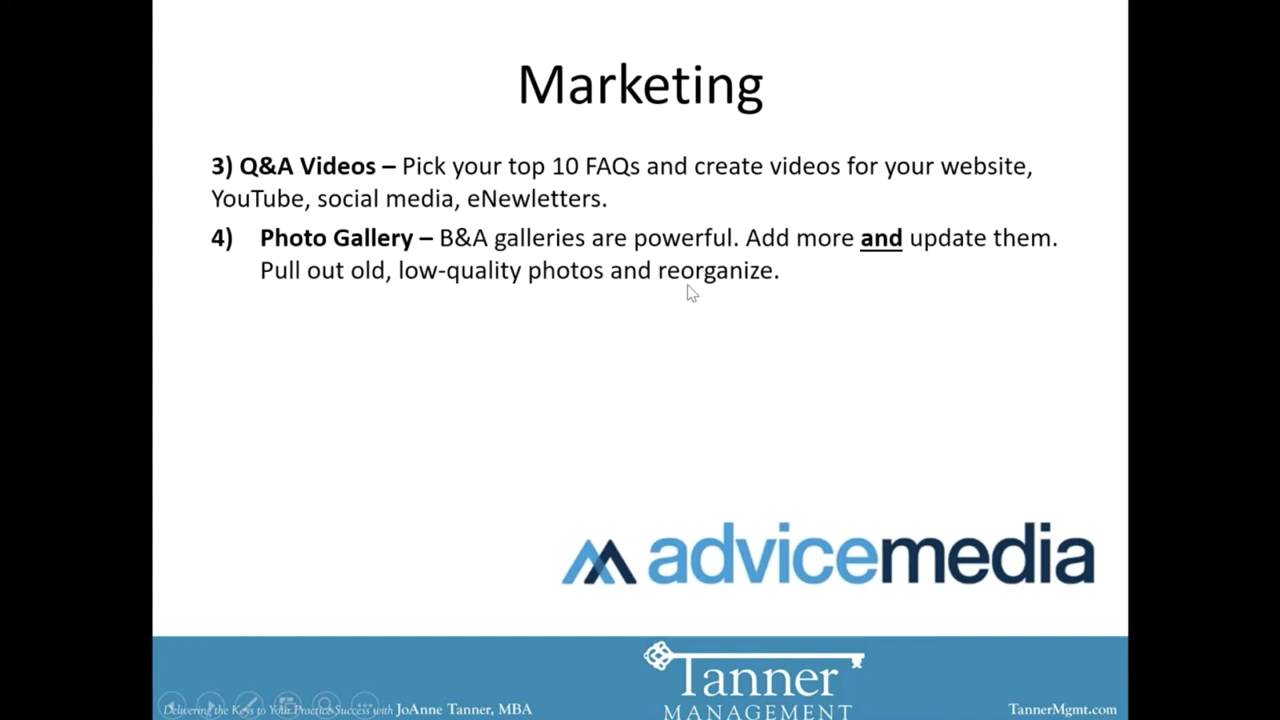 Marketing
3) Q&A Videos – Pick your top 10 FAQs and create videos for your website,
YouTube, social media, eNewletters.
4) Photo Gallery – B&A galleries are powerful. Add more and update them.
Pull out old, low-quality photos and reorganize.
advicemedia
Tanner
MANAGEMENT
Delivering the Keys to Your Practice Success with JoAnne Tanner, MBA
TannerMgmt.com